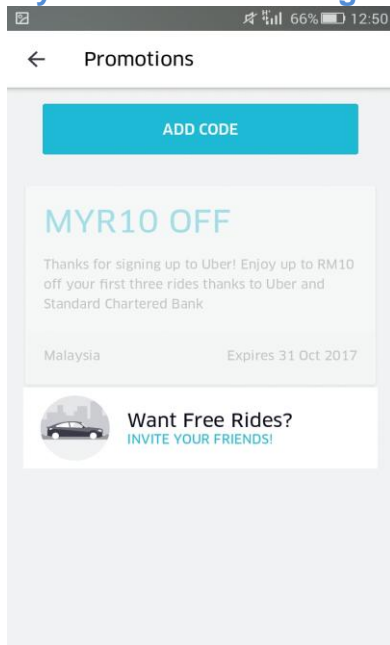 66% 12:50
Promotions
ADD CODE
MYR10 OFF
Thanks for signing up to Uber! Enjoy up to RM10
off your first three rides thanks to Uber and
Standard Chartered Bank
Malaysia Expires 31 Oct 2017
Want Free Rides?
INVITE YOUR FRIENDS!